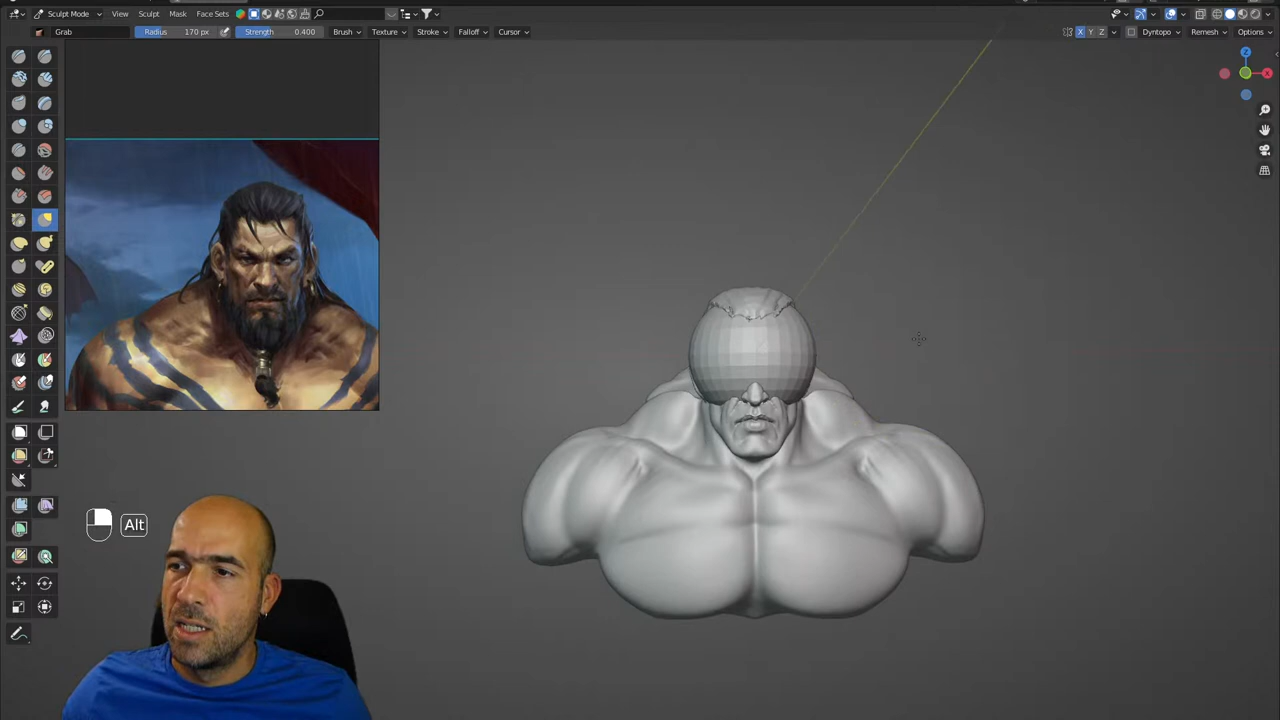 Sculpt Mode View Sculpt Mask Face Sets
Grab Radius 170 px Strength 0.400 Brush Texture Stroke Falloff Cursor X Y Z Dyntopo Remesh Options
Z
X
Alt